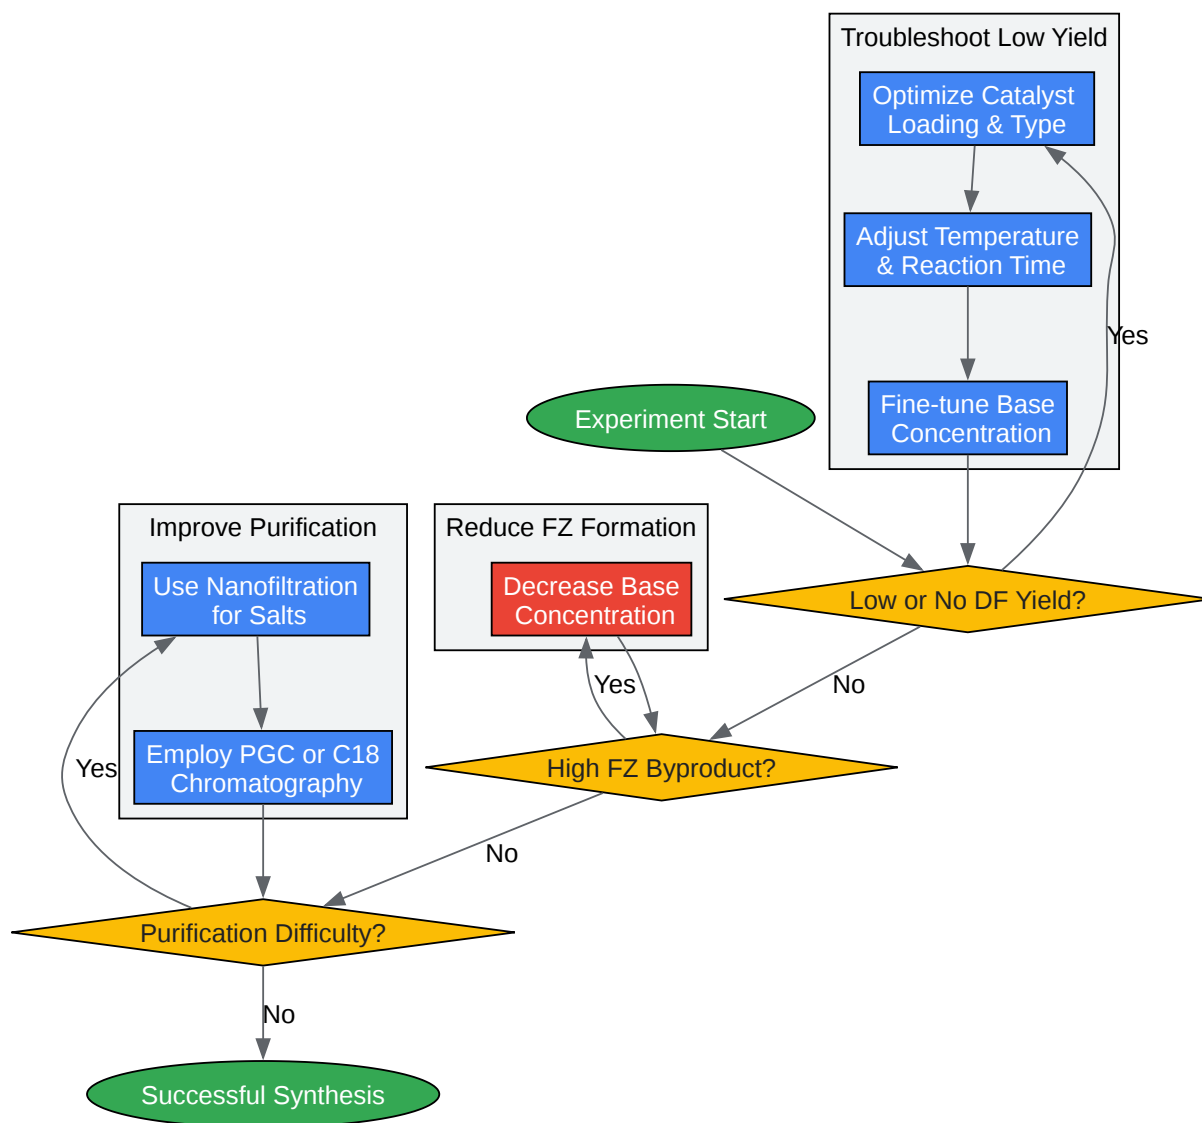 Troubleshoot Low Yield
Optimize Catalyst
Loading & Type
Adjust Temperature
& Reaction Time
Yes
Fine-tune Base
Concentration
Experiment Start
Improve Purification
Reduce FZ Formation
Use Nanofiltration
for Salts
Decrease Base
Concentration
Low or No DF Yield?
Yes
No
Employ PGC or C18
Chromatography
Yes
High FZ Byproduct?
No
Purification Difficulty?
No
Successful Synthesis